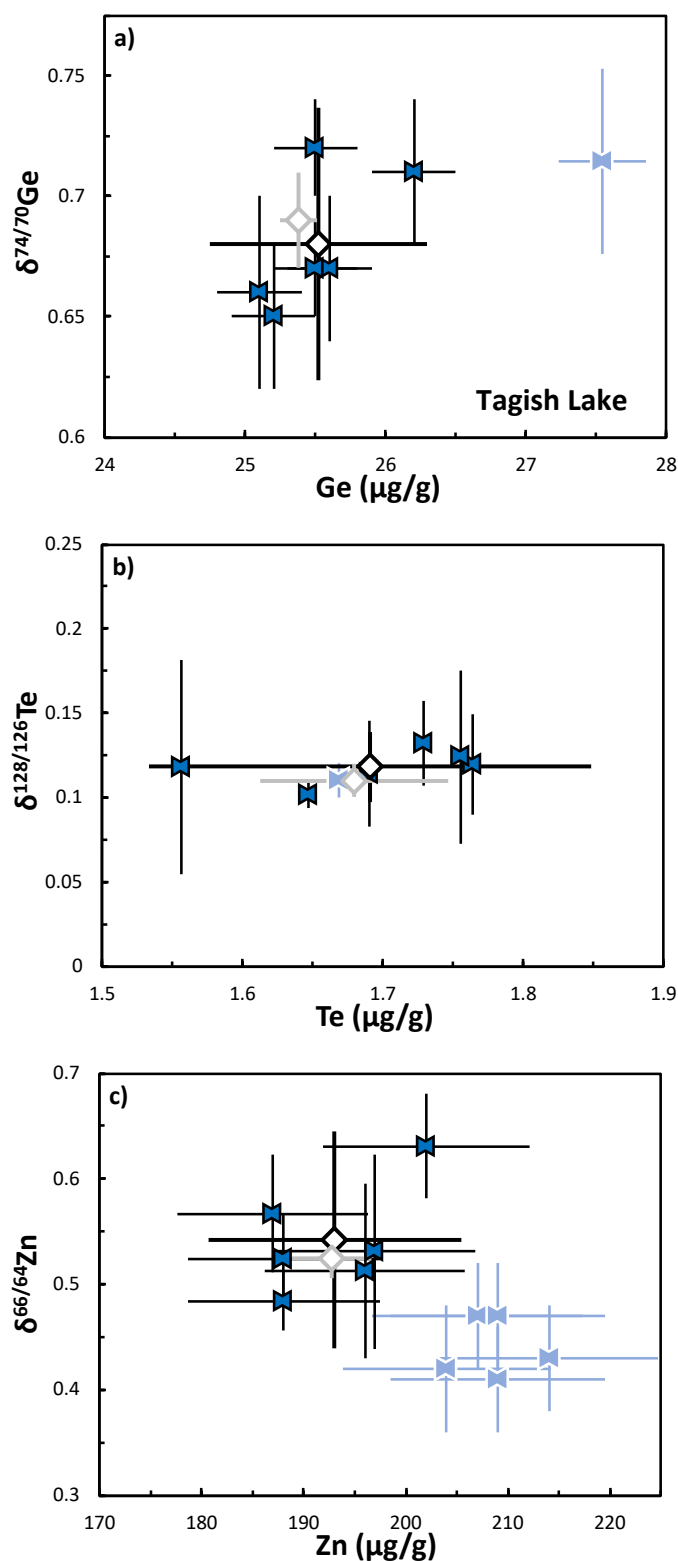 a)
0.75
0.7
0.65
0.6
δ74/70Ge
Tagish Lake
24 25 26 27 28
Ge (μg/g)
b)
0.25
0.2
0.15
0.1
0.05
0
δ128/126Te
1.5 1.6 1.7 1.8 1.9
Te (μg/g)
c)
0.7
0.6
0.5
0.4
0.3
δ66/64Zn
170 180 190 200 210 220
Zn (μg/g)